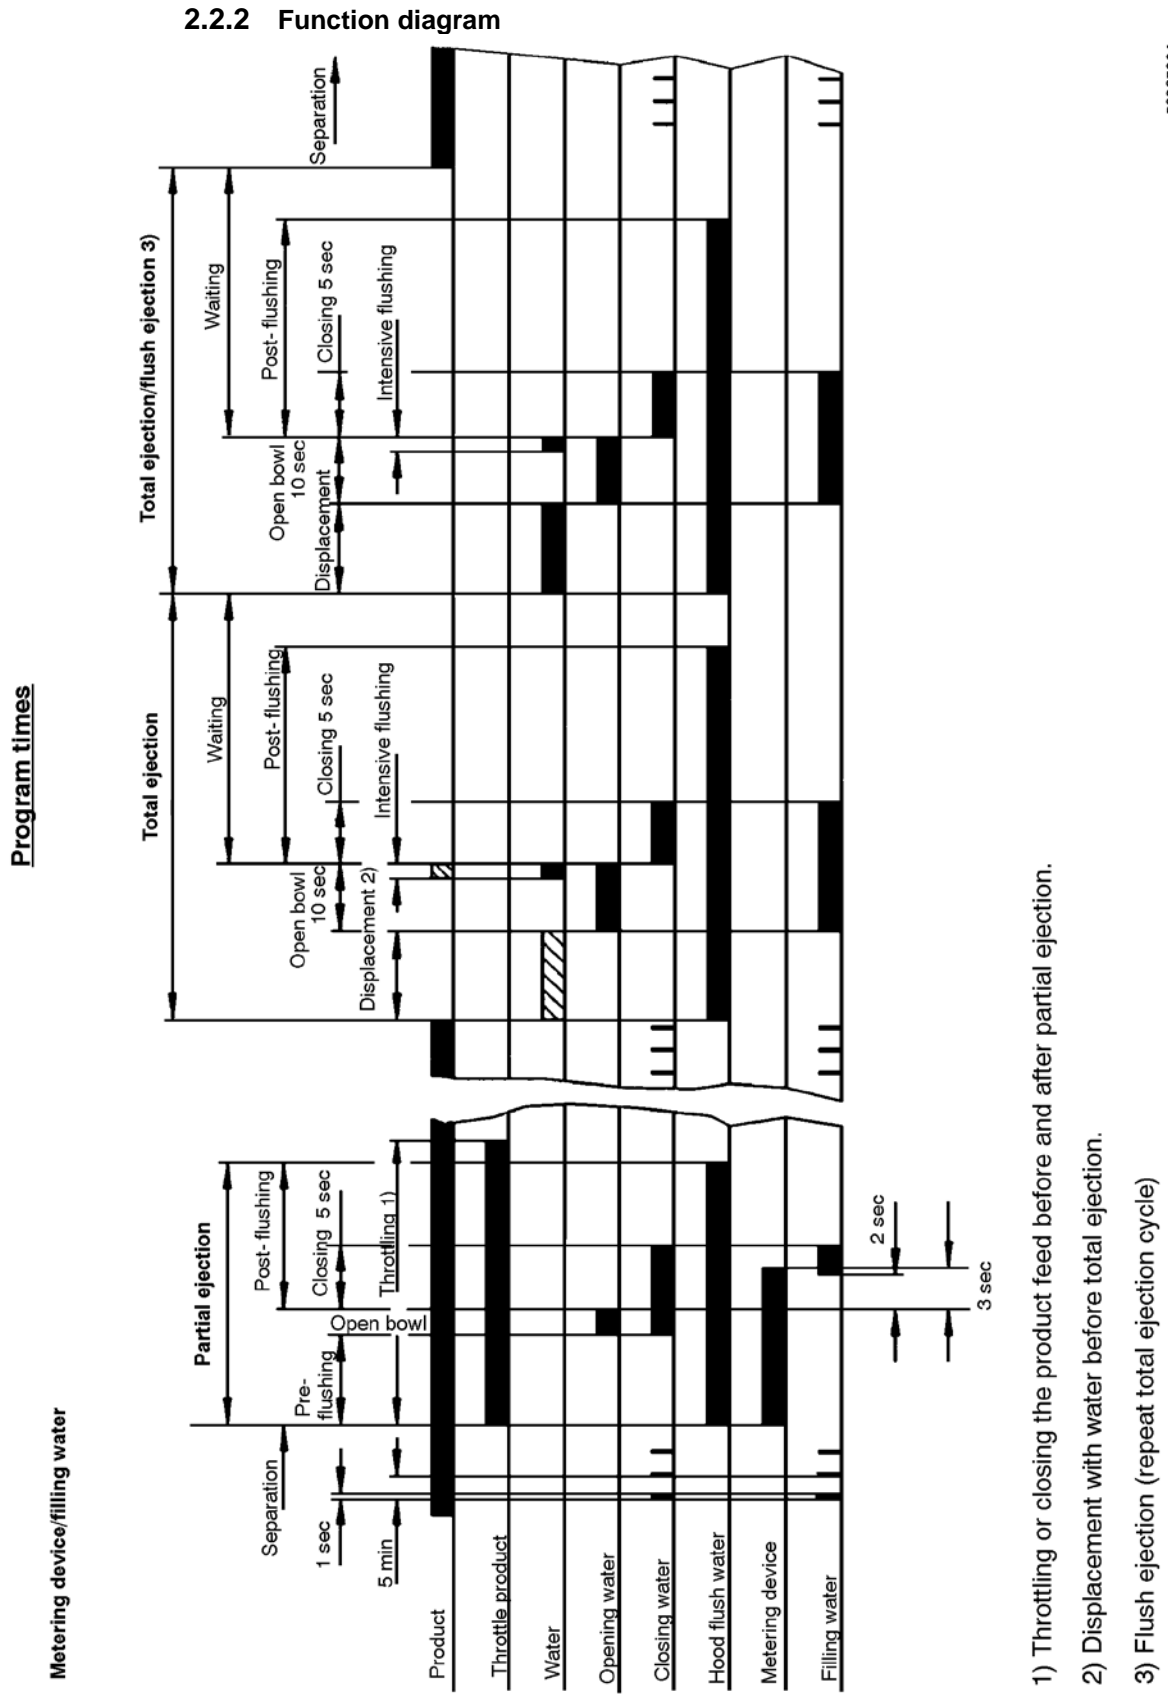 2.2.2 Function diagram
Program times
Metering device/filling water
Partial ejection
Total ejection
Total ejection/flush ejection 3)
Separation
Post-flushing
Waiting
Waiting
1 sec
Pre-
flushing
Open bowl
Closing 5 sec
5 min
Throttling 1)
Open bowl
10 sec
Post-flushing
Closing 5 sec
Displacement 2)
Intensive flushing
Displacement
Open bowl
10 sec
Post-flushing
Closing 5 sec
Intensive flushing
Separation
Product
Throttle product
Water
Opening water
Closing water
Hood flush water
Metering device
Filling water
2 sec
3 sec
1) Throttling or closing the product feed before and after partial ejection.
2) Displacement with water before total ejection.
3) Flush ejection (repeat total ejection cycle)